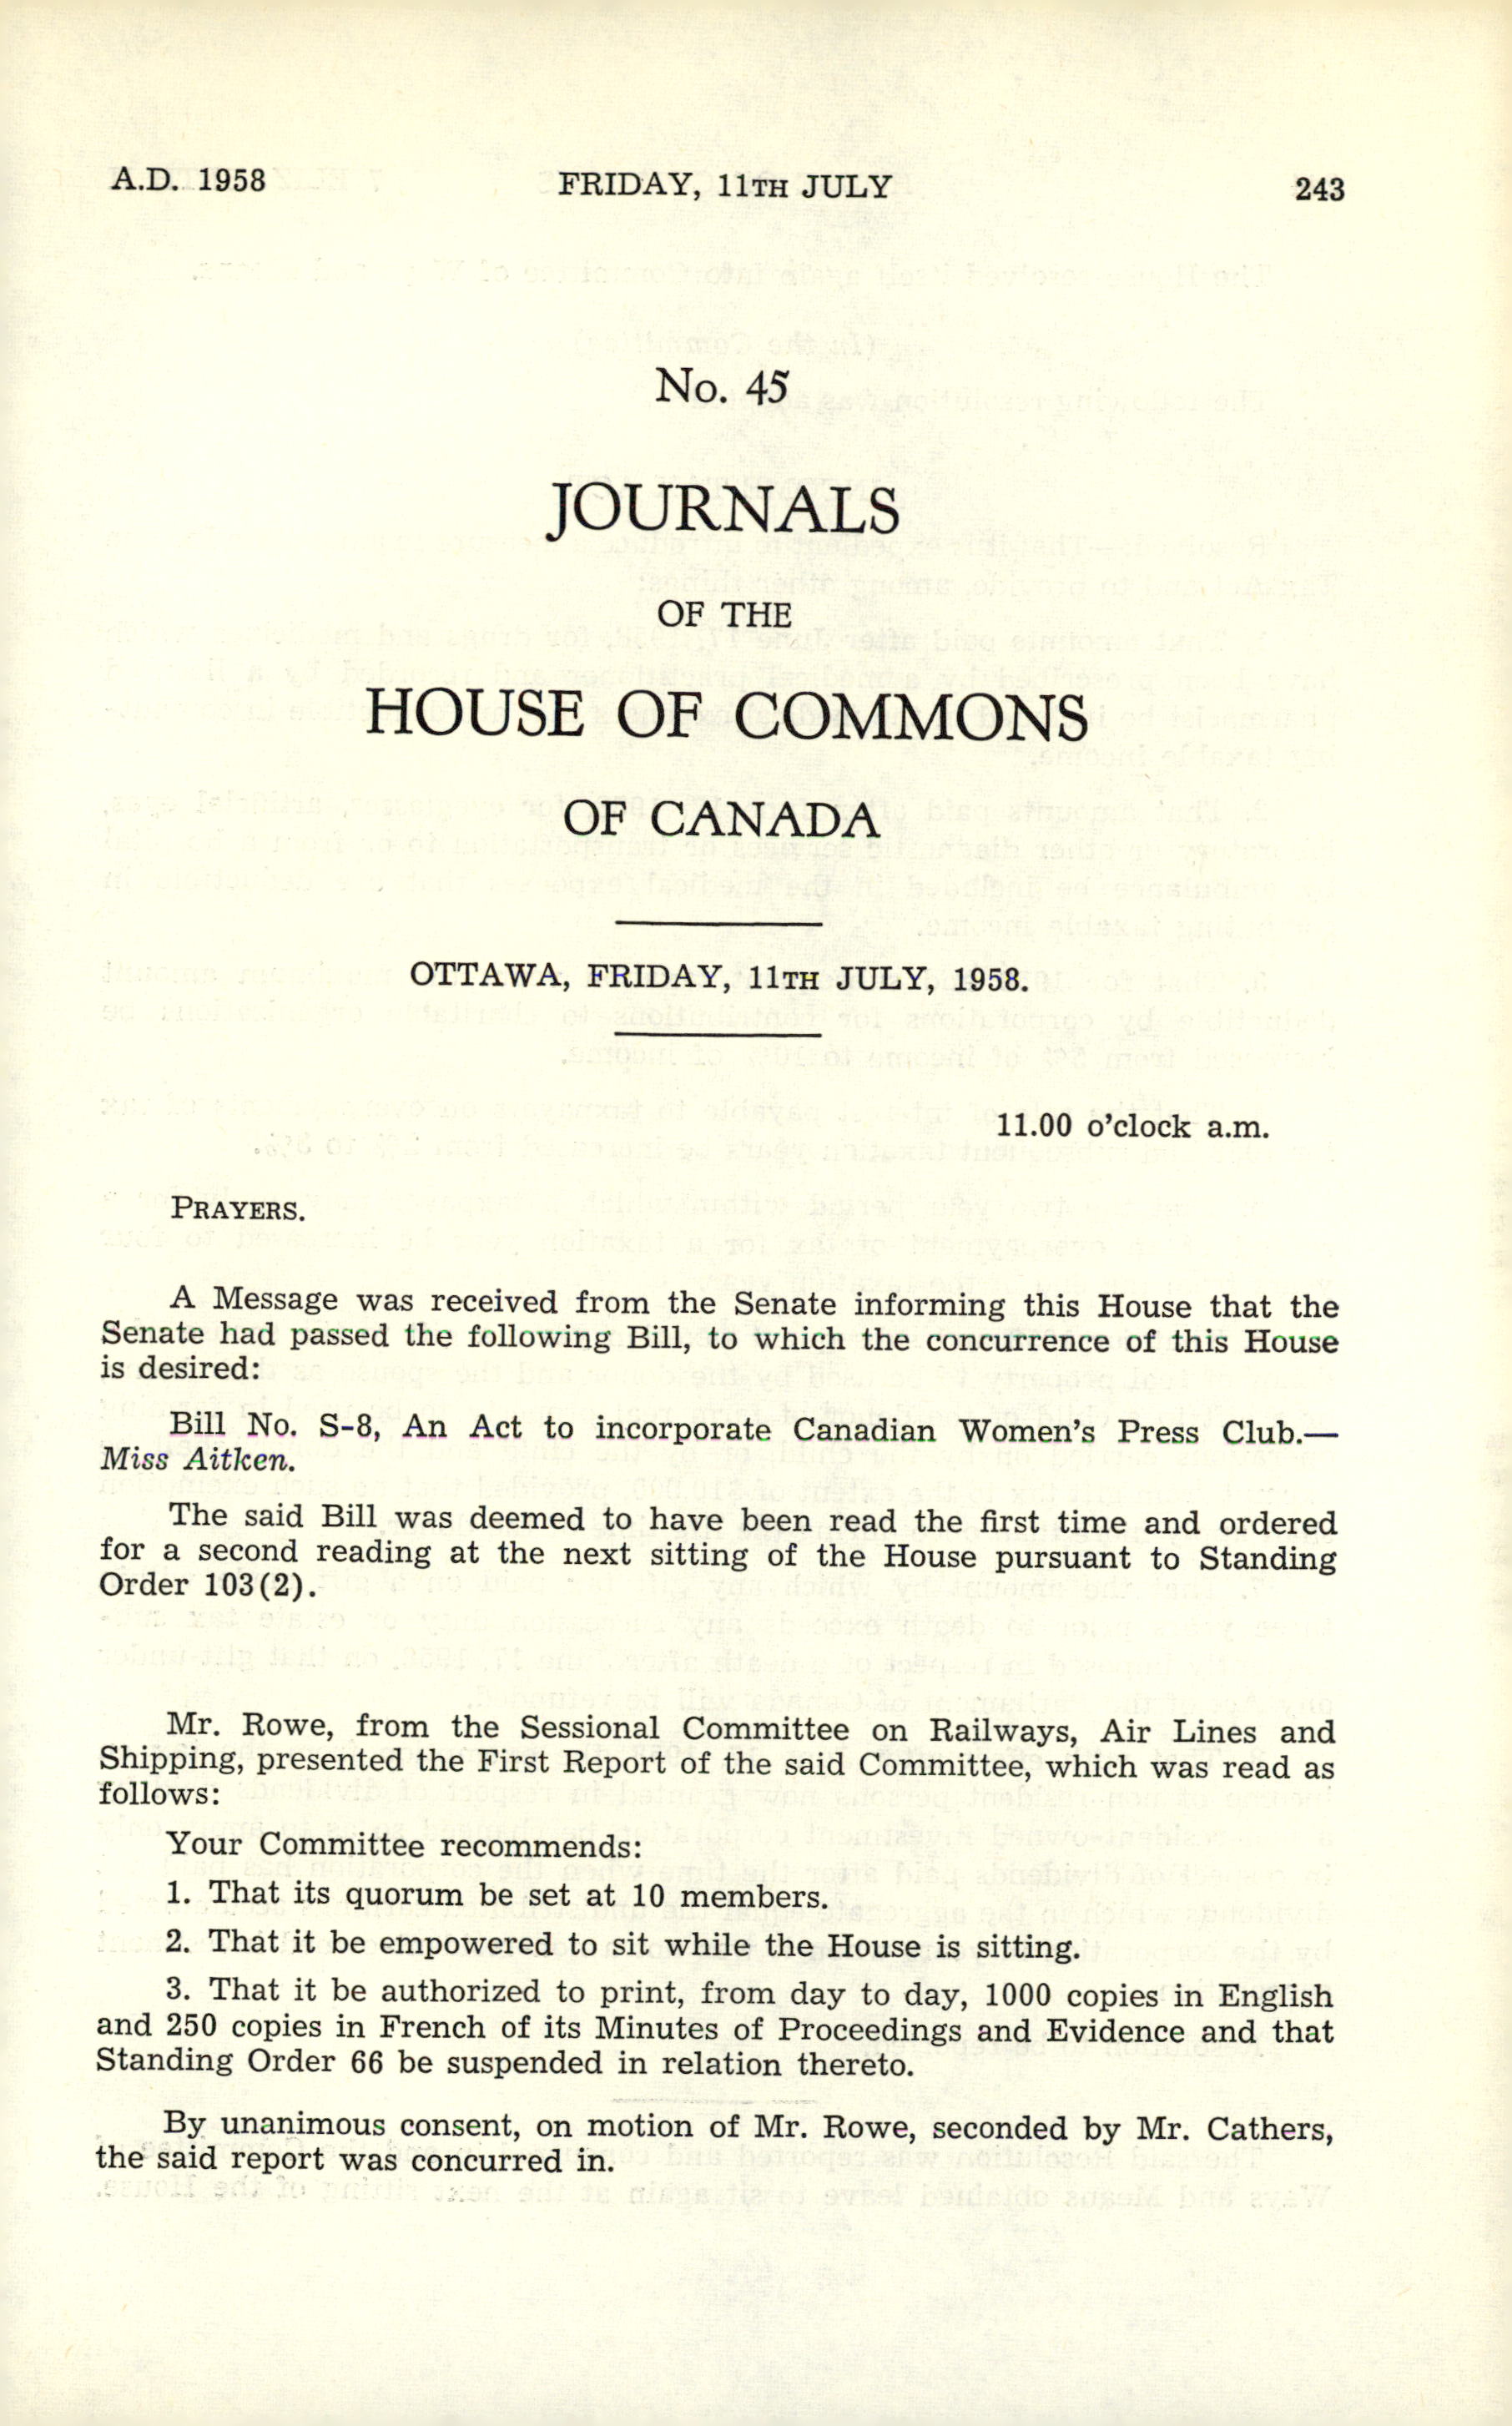 A.D. 1958 FRIDAY, 11TH JULY 243
No. 45
JOURNALS
OF THE
HOUSE OF COMMONS
OF CANADA
OTTAWA, FRIDAY, 11TH JULY, 1958.
11.00 o'clock a.m.
PRAYERS.
A Message was received from the Senate informing this House that the
Senate had passed the following Bill, to which the concurrence of this House
is desired:
Bill No. S-8, An Act to incorporate Canadian Women's Press Club.—
Miss Aitken.
The said Bill was deemed to have been read the first time and ordered
for a second reading at the next sitting of the House pursuant to Standing
Order 103(2).
Mr. Rowe, from the Sessional Committee on Railways, Air Lines and
Shipping, presented the First Report of the said Committee, which was read as
follows:
Your Committee recommends:
1. That its quorum be set at 10 members.
2. That it be empowered to sit while the House is sitting.
3. That it be authorized to print, from day to day, 1000 copies in English
and 250 copies in French of its Minutes of Proceedings and Evidence and that
Standing Order 66 be suspended in relation thereto.
By unanimous consent, on motion of Mr. Rowe, seconded by Mr. Cathers,
the said report was concurred in.